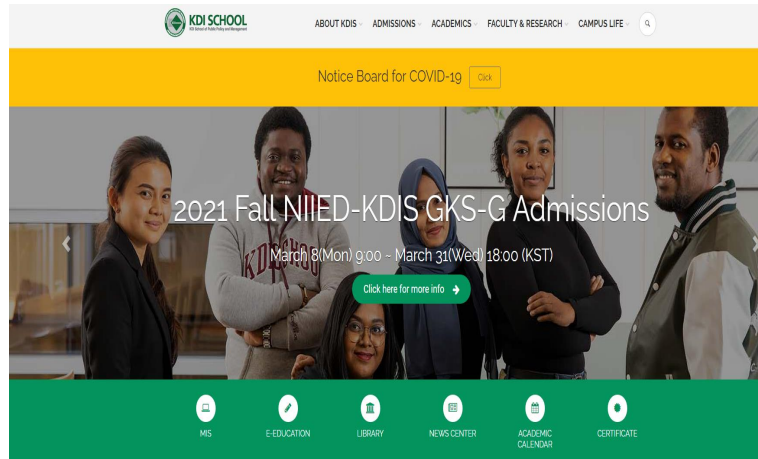 KDI SCHOOL
KDI School of Public Policy and Management
ABOUT KDIS
ADMISSIONS
ACADEMICS
FACULTY & RESEARCH
CAMPUS LIFE
Notice Board for COVID-19
Click
2021 Fall NIIED-KDIS GKS-G Admissions
March 8(Mon) 9:00 ~ March 31(Wed) 18:00 (KST)
Click here for more info
KDI SCHOOL
MIS
E-EDUCATION
LIBRARY
NEWS CENTER
ACADEMIC
CALENDAR
CERTIFICATE